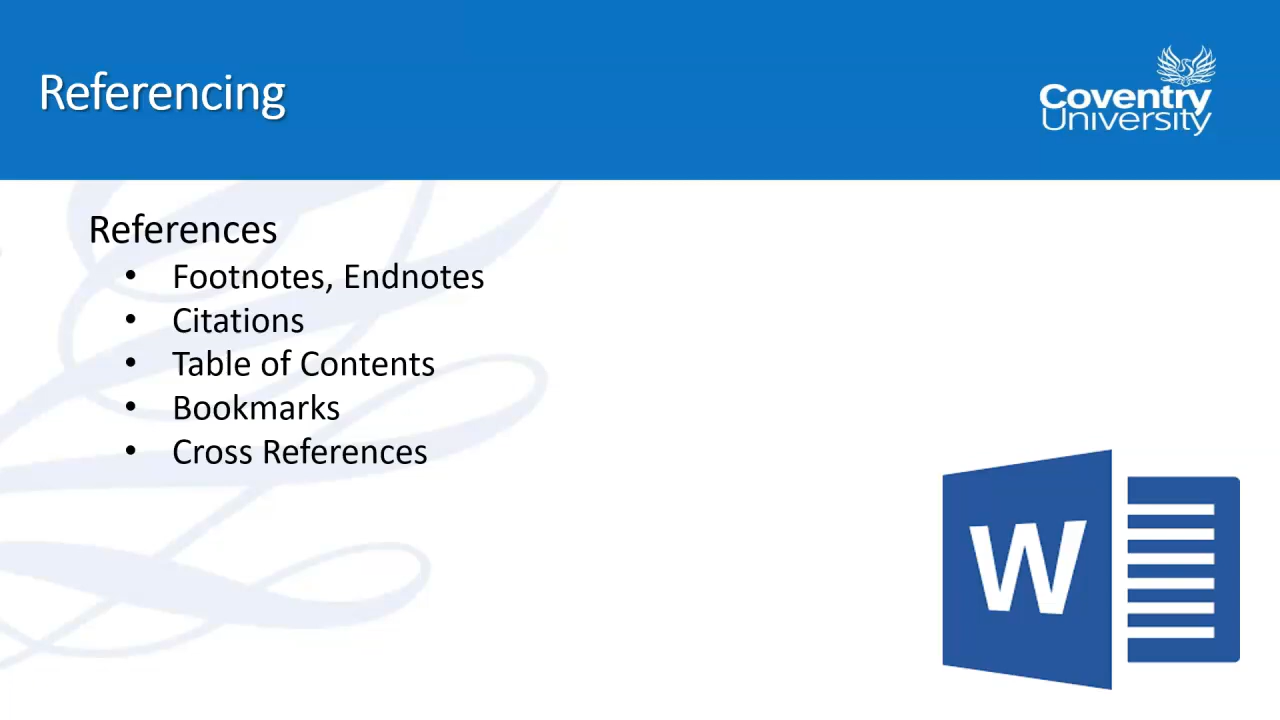 Referencing
Coventry
University
References
• Footnotes, Endnotes
• Citations
• Table of Contents
• Bookmarks
• Cross References
W